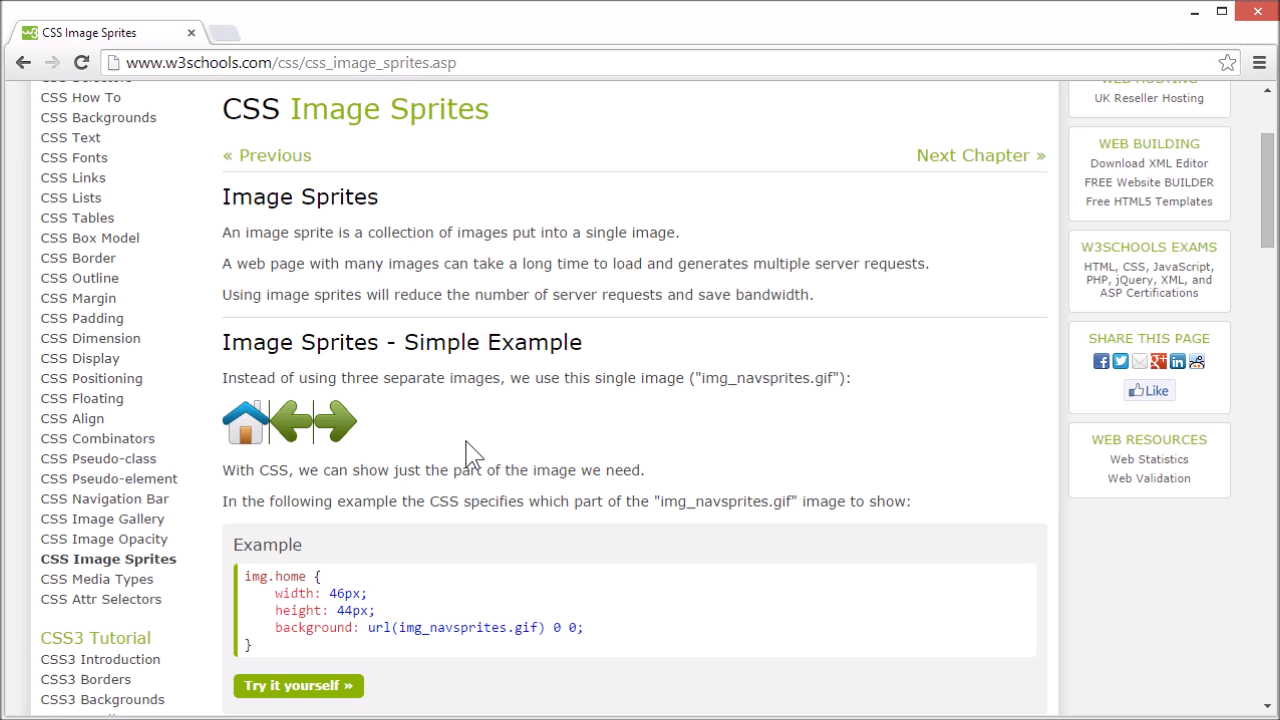 CSS Image Sprites
www.w3schools.com/css/css_image_sprites.asp
CSS How To
CSS Backgrounds
CSS Text
CSS Fonts
CSS Links
CSS Lists
CSS Tables
CSS Box Model
CSS Border
CSS Outline
CSS Margin
CSS Padding
CSS Dimension
CSS Display
CSS Positioning
CSS Floating
CSS Align
CSS Combinators
CSS Pseudo-class
CSS Pseudo-element
CSS Navigation Bar
CSS Image Gallery
CSS Image Opacity
CSS Image Sprites
CSS Media Types
CSS Attr Selectors
CSS3 Tutorial
CSS3 Introduction
CSS3 Borders
CSS3 Backgrounds
CSS Image Sprites
« Previous
Next Chapter »
Image Sprites
An image sprite is a collection of images put into a single image.
A web page with many images can take a long time to load and generates multiple server requests.
Using image sprites will reduce the number of server requests and save bandwidth.
Image Sprites - Simple Example
Instead of using three separate images, we use this single image ("img_navsprites.gif"):
With CSS, we can show just the part of the image we need.
In the following example the CSS specifies which part of the "img_navsprites.gif" image to show:
Example
img.home {
width: 46px;
height: 44px;
background: url(img_navsprites.gif) 0 0;
}
Try it yourself »
WEB HOSTING
UK Reseller Hosting
WEB BUILDING
Download XML Editor
FREE Website BUILDER
Free HTML5 Templates
W3SCHOOLS EXAMS
HTML, CSS, JavaScript,
PHP, jQuery, XML, and
ASP Certifications
SHARE THIS PAGE
Like
WEB RESOURCES
Web Statistics
Web Validation